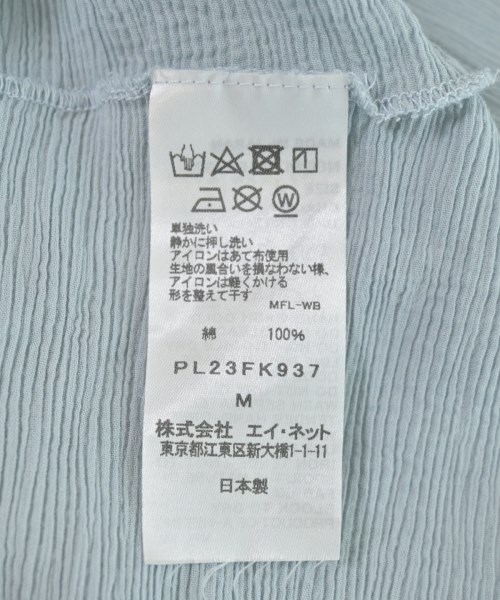 W
単独洗い
静かに押し洗い
アイロンはあて布使用
生地の風合いを損なわない様、
アイロンは軽くかける
形を整えて干す
MFL-WB
綿 100%
PL23FK937
M
株式会社 エイ・ネット
東京都江東区新大橋1-1-11
日本製